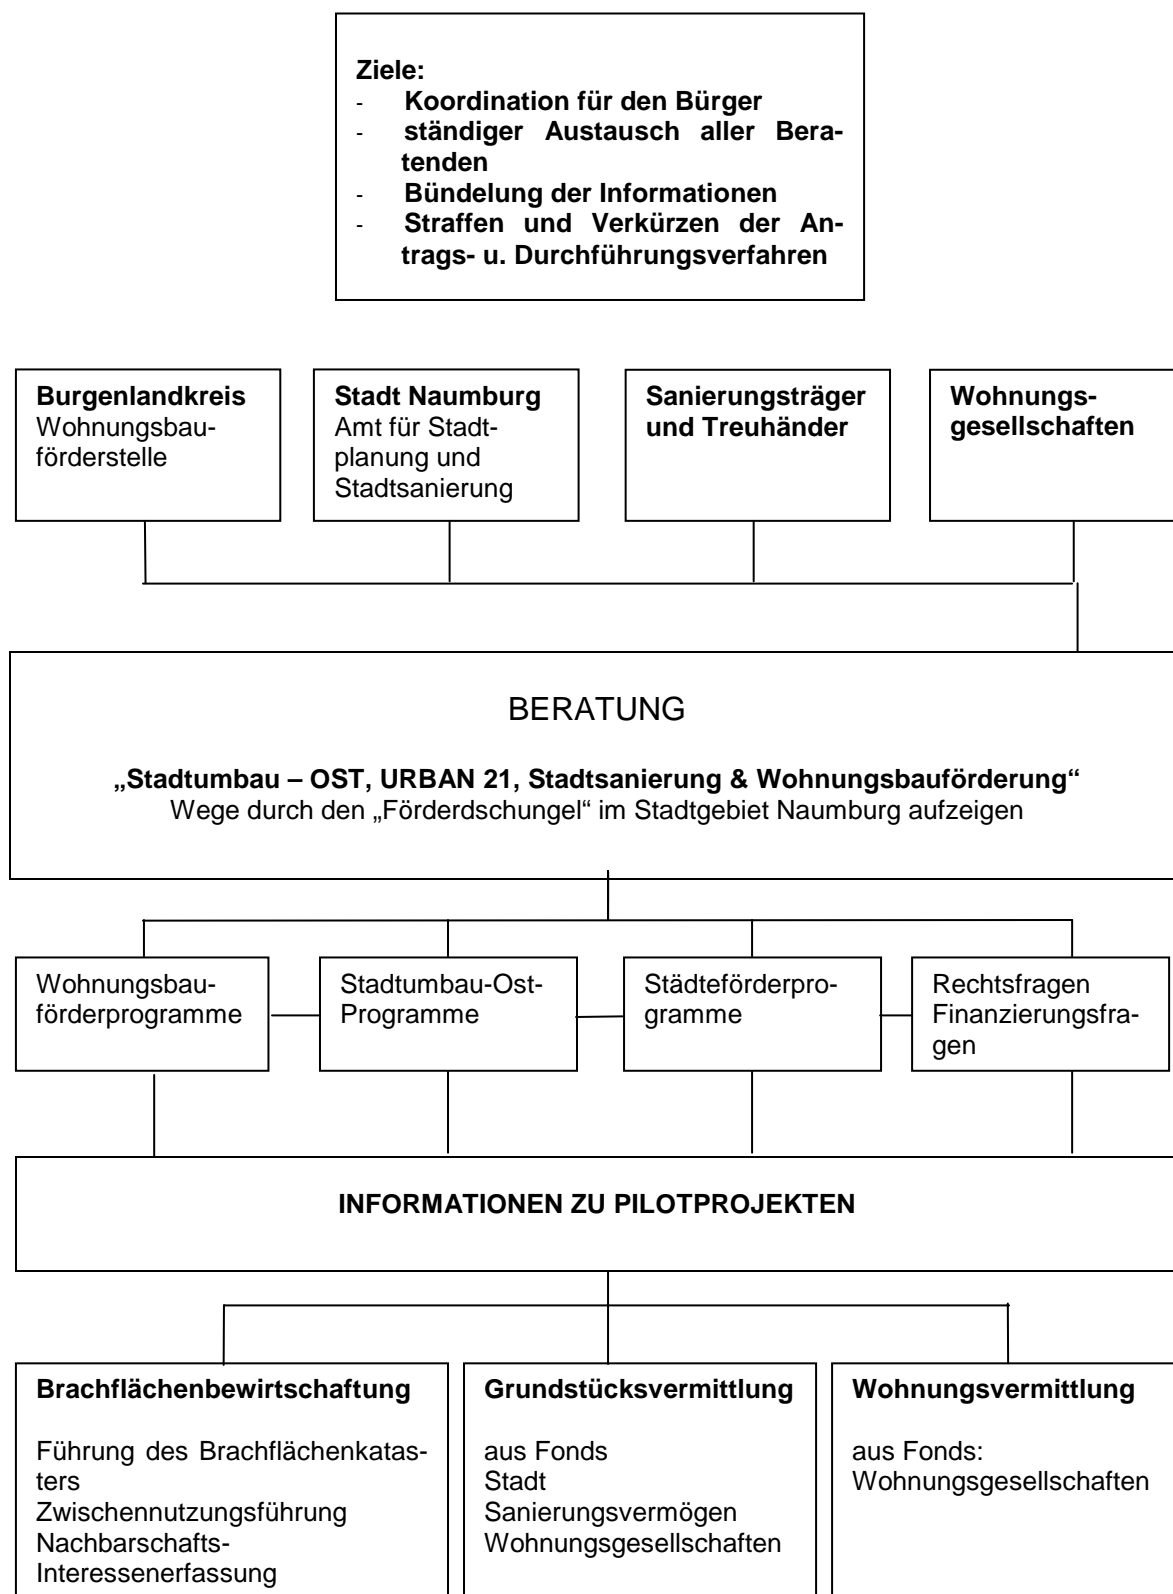 Ziele:
- Koordination für den Bürger
- ständiger Austausch aller Bera-
tenden
- Bündelung der Informationen
- Straffen und Verkürzen der An-
trags- u. Durchführungsverfahren
Burgenlandkreis
Wohnungsbau-
förderstelle
Stadt Naumburg
Amt für Stadt-
planung und
Stadtsanierung
Sanierungsträger
und Treuhänder
Wohnungs-
gesellschaften
BERATUNG
„Stadtumbau – OST, URBAN 21, Stadtsanierung & Wohnungsbauförderung“
Wege durch den „Förderdschungel“ im Stadtgebiet Naumburg aufzeigen
Wohnungsbau-
förderprogramme
Stadtumbau-Ost-
Programme
Städteförderpro-
gramme
Rechtsfragen
Finanzierungsfra-
gen
INFORMATIONEN ZU PILOTPROJEKTEN
Brachflächenbewirtschaftung
Führung des Brachflächenkatas-
ters
Zwischennutzungsführung
Nachbarschafts-
Interessenerfassung
Grundstücksvermittlung
aus Fonds
Stadt
Sanierungsvermögen
Wohnungsgesellschaften
Wohnungsvermittlung
aus Fonds:
Wohnungsgesellschaften